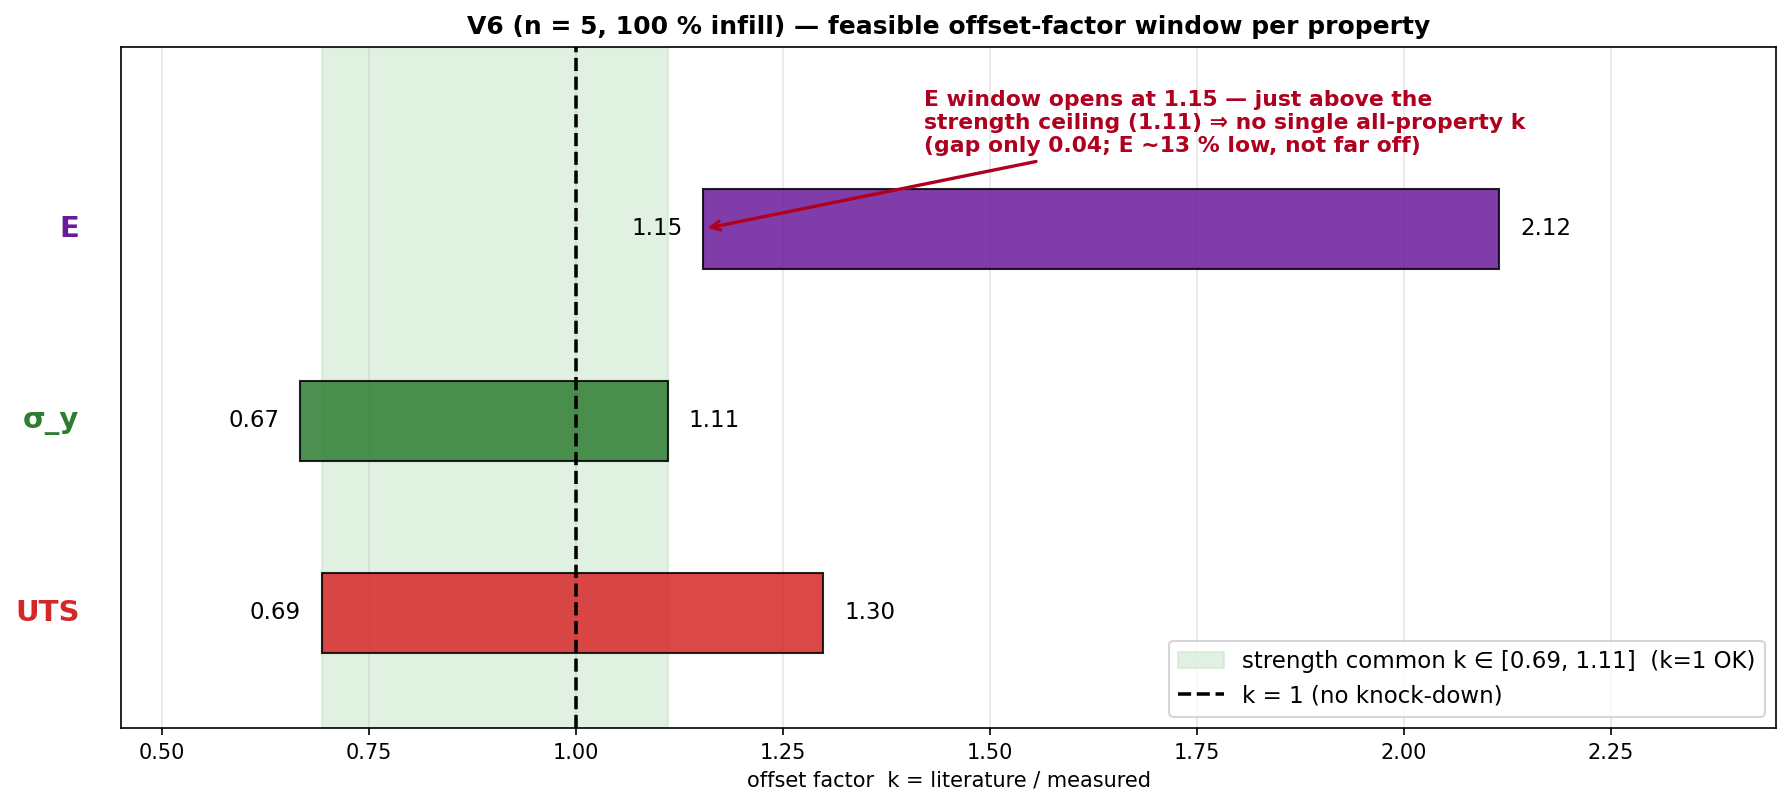 V6 (n = 5, 100 % infill) — feasible offset-factor window per property
E window opens at 1.15 — just above the
strength ceiling (1.11) ⇒ no single all-property k
(gap only 0.04; E ~13 % low, not far off)
E
1.15
2.12
σ_y
0.67
1.11
UTS
0.69
1.30
strength common k ∈ [0.69, 1.11]  (k=1 OK)
k = 1 (no knock-down)
0.50 0.75 1.00 1.25 1.50 1.75 2.00 2.25
offset factor  k = literature / measured